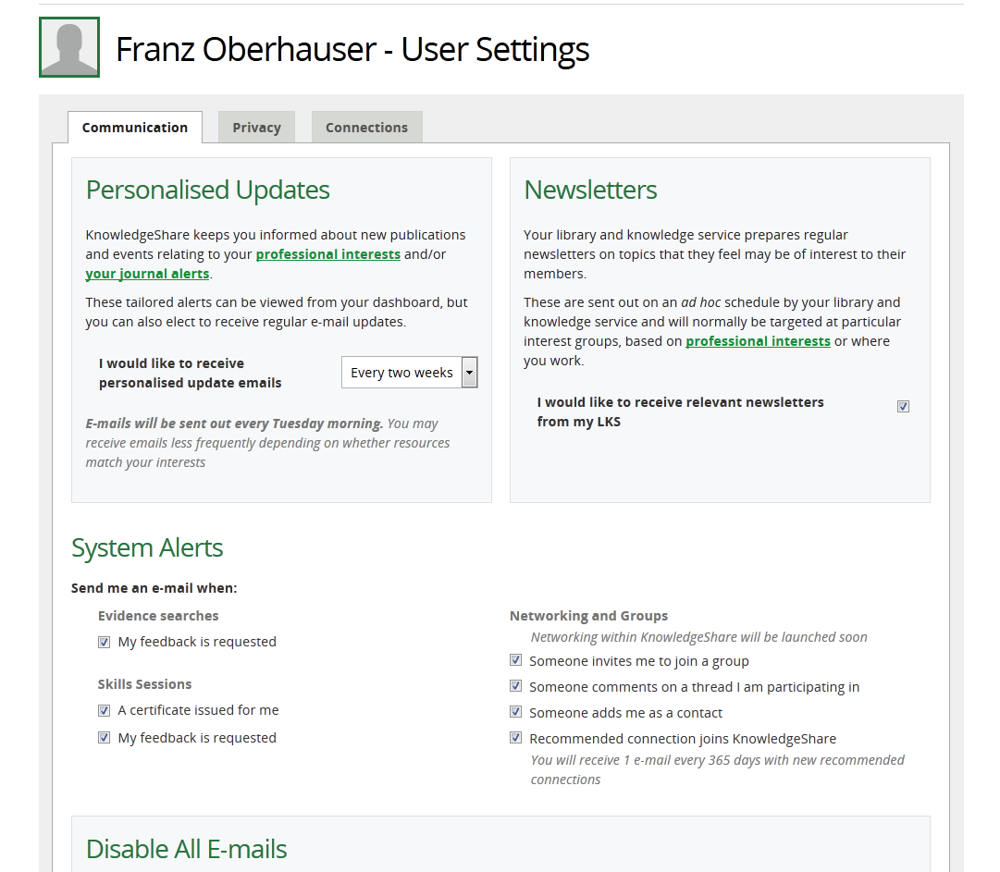 Franz Oberhauser - User Settings
Communication
Privacy
Connections
Personalised Updates
KnowledgeShare keeps you informed about new publications
and events relating to your professional interests and/or
your journal alerts.
These tailored alerts can be viewed from your dashboard, but
you can also elect to receive regular e-mail updates.
I would like to receive
personalised update emails
Every two weeks
E-mails will be sent out every Tuesday morning. You may
receive emails less frequently depending on whether resources
match your interests
Newsletters
Your library and knowledge service prepares regular
newsletters on topics that they feel may be of interest to their
members.
These are sent out on an ad hoc schedule by your library and
knowledge service and will normally be targeted at particular
interest groups, based on professional interests or where
you work.
I would like to receive relevant newsletters
from my LKS
System Alerts
Send me an e-mail when:
Evidence searches
My feedback is requested
Skills Sessions
A certificate issued for me
My feedback is requested
Networking and Groups
Networking within KnowledgeShare will be launched soon
Someone invites me to join a group
Someone comments on a thread I am participating in
Someone adds me as a contact
Recommended connection joins KnowledgeShare
You will receive 1 e-mail every 365 days with new recommended
connections
Disable All E-mails